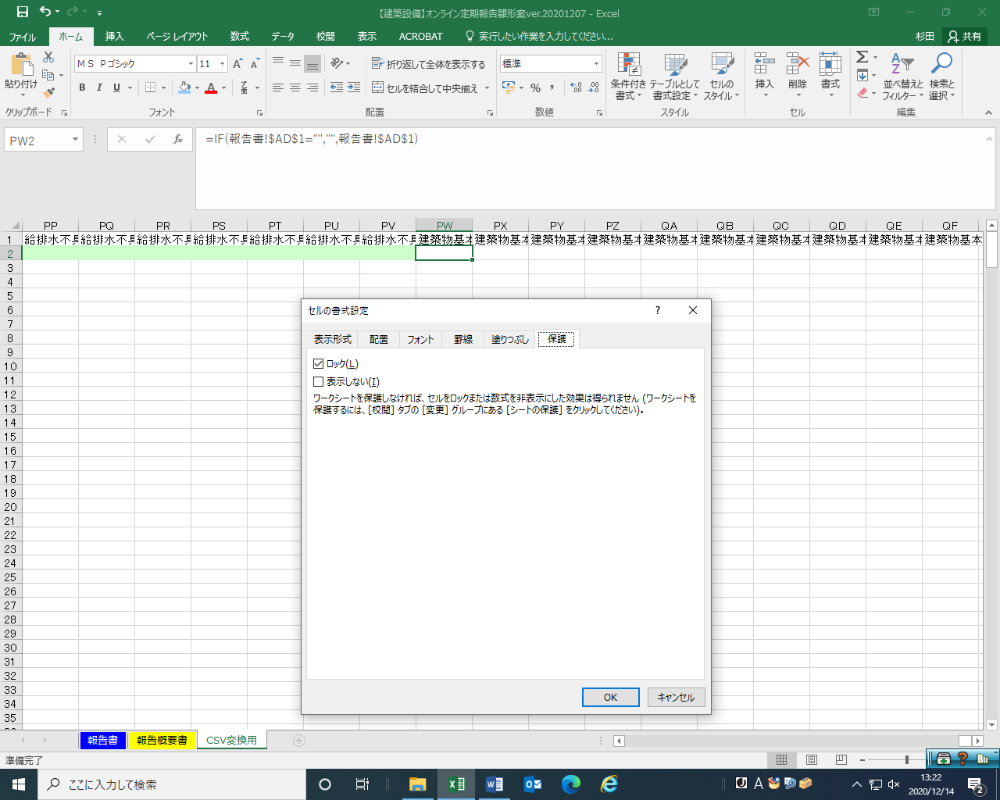 【建築設備】オンライン定期報告雛形案ver.20201207 - Excel
ファイル ホーム 挿入 ページ レイアウト 数式 データ 校閲 表示 ACROBAT 実行したい作業を入力してください... 杉田 共有
ＭＳ Ｐゴシック 11 折り返して全体を表示する 標準
貼り付け B I U セルを結合して中央揃え % , 条件付き書式 テーブルとして書式設定 セルのスタイル 挿入 削除 書式 並べ替えとフィルター 検索と選択
クリップボード フォント 配置 数値 スタイル セル 編集
PW2 fx =IF(報告書!$AD$1="","",報告書!$AD$1)
PP PQ PR PS PT PU PV PW PX PY PZ QA QB QC QD QE QF
1 給排水不具 給排水不具 給排水不具 給排水不具 給排水不具 給排水不具 給排水不具 建築物基本 建築物基本 建築物基本 建築物基本 建築物基本 建築物基本 建築物基本 建築物基本 建築物基本 建築物基本
2
3
4
5
6
7
8
9
10
11
12
13
14
15
16
17
18
19
20
21
22
23
24
25
26
27
28
29
30
31
32
33
34
35
セルの書式設定 ?
表示形式 配置 フォント 罫線 塗りつぶし 保護
ロック(L)
表示しない(I)
ワークシートを保護しなければ、セルをロックまたは数式を非表示にした効果は得られません (ワークシートを
保護するには、[校閲] タブの [変更] グループにある [シートの保護] をクリックしてください)。
OK キャンセル
報告書 報告概要書 CSV変換用
準備完了
ここに入力して検索
A
13:22
2020/12/14
2